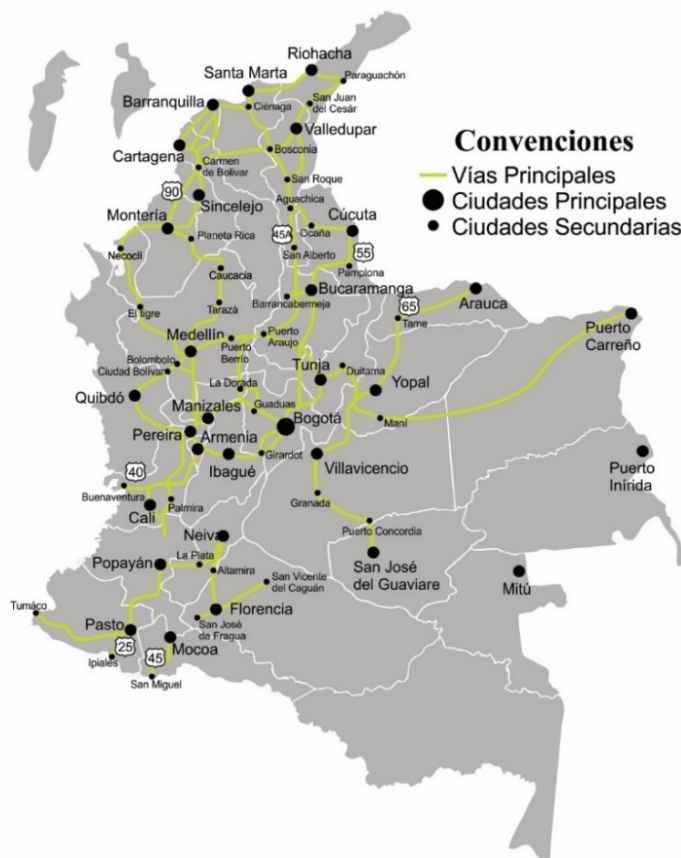 Riohacha
Santa Marta
Paraguachón
Barranquilla
Ciénaga
San Juan
del Cesár
Valledupar
Convenciones
Vías Principales
Ciudades Principales
Ciudades Secundarias
Cartagena
Carmen
de Bolivar
Bosconia
San Roque
90
Sincelejo
Aguachica
Montería
Planeta Rica
45A
Ocaña
Cúcuta
55
Necoclí
San Alberto
Pamplona
Caucacia
Bucaramanga
Barrancabermeja
65
Arauca
El tigre
Tarazá
Tame
Puerto
Carreño
Medellín
Puerto
Berrío
Puerto
Araujo
Bolombolo
Ciudad Bolívar
Tunja
Duitama
La Dorada
Yopal
Quibdó
Manizales
Guaduas
Bogotá
Maní
Pereira
Armenia
Ibagué
Girardot
Villavicencio
Puerto
Inírida
40
Buenaventura
Palmira
Cali
Granada
Puerto Concordia
Neiva
San José
del Guaviare
Popayán
La Plata
Altamira
San Vicente
del Caguán
Mitú
Tumáco
Florencia
San José
de Fragua
Pasto
25
45
Mocoa
Ipiales
San Miguel